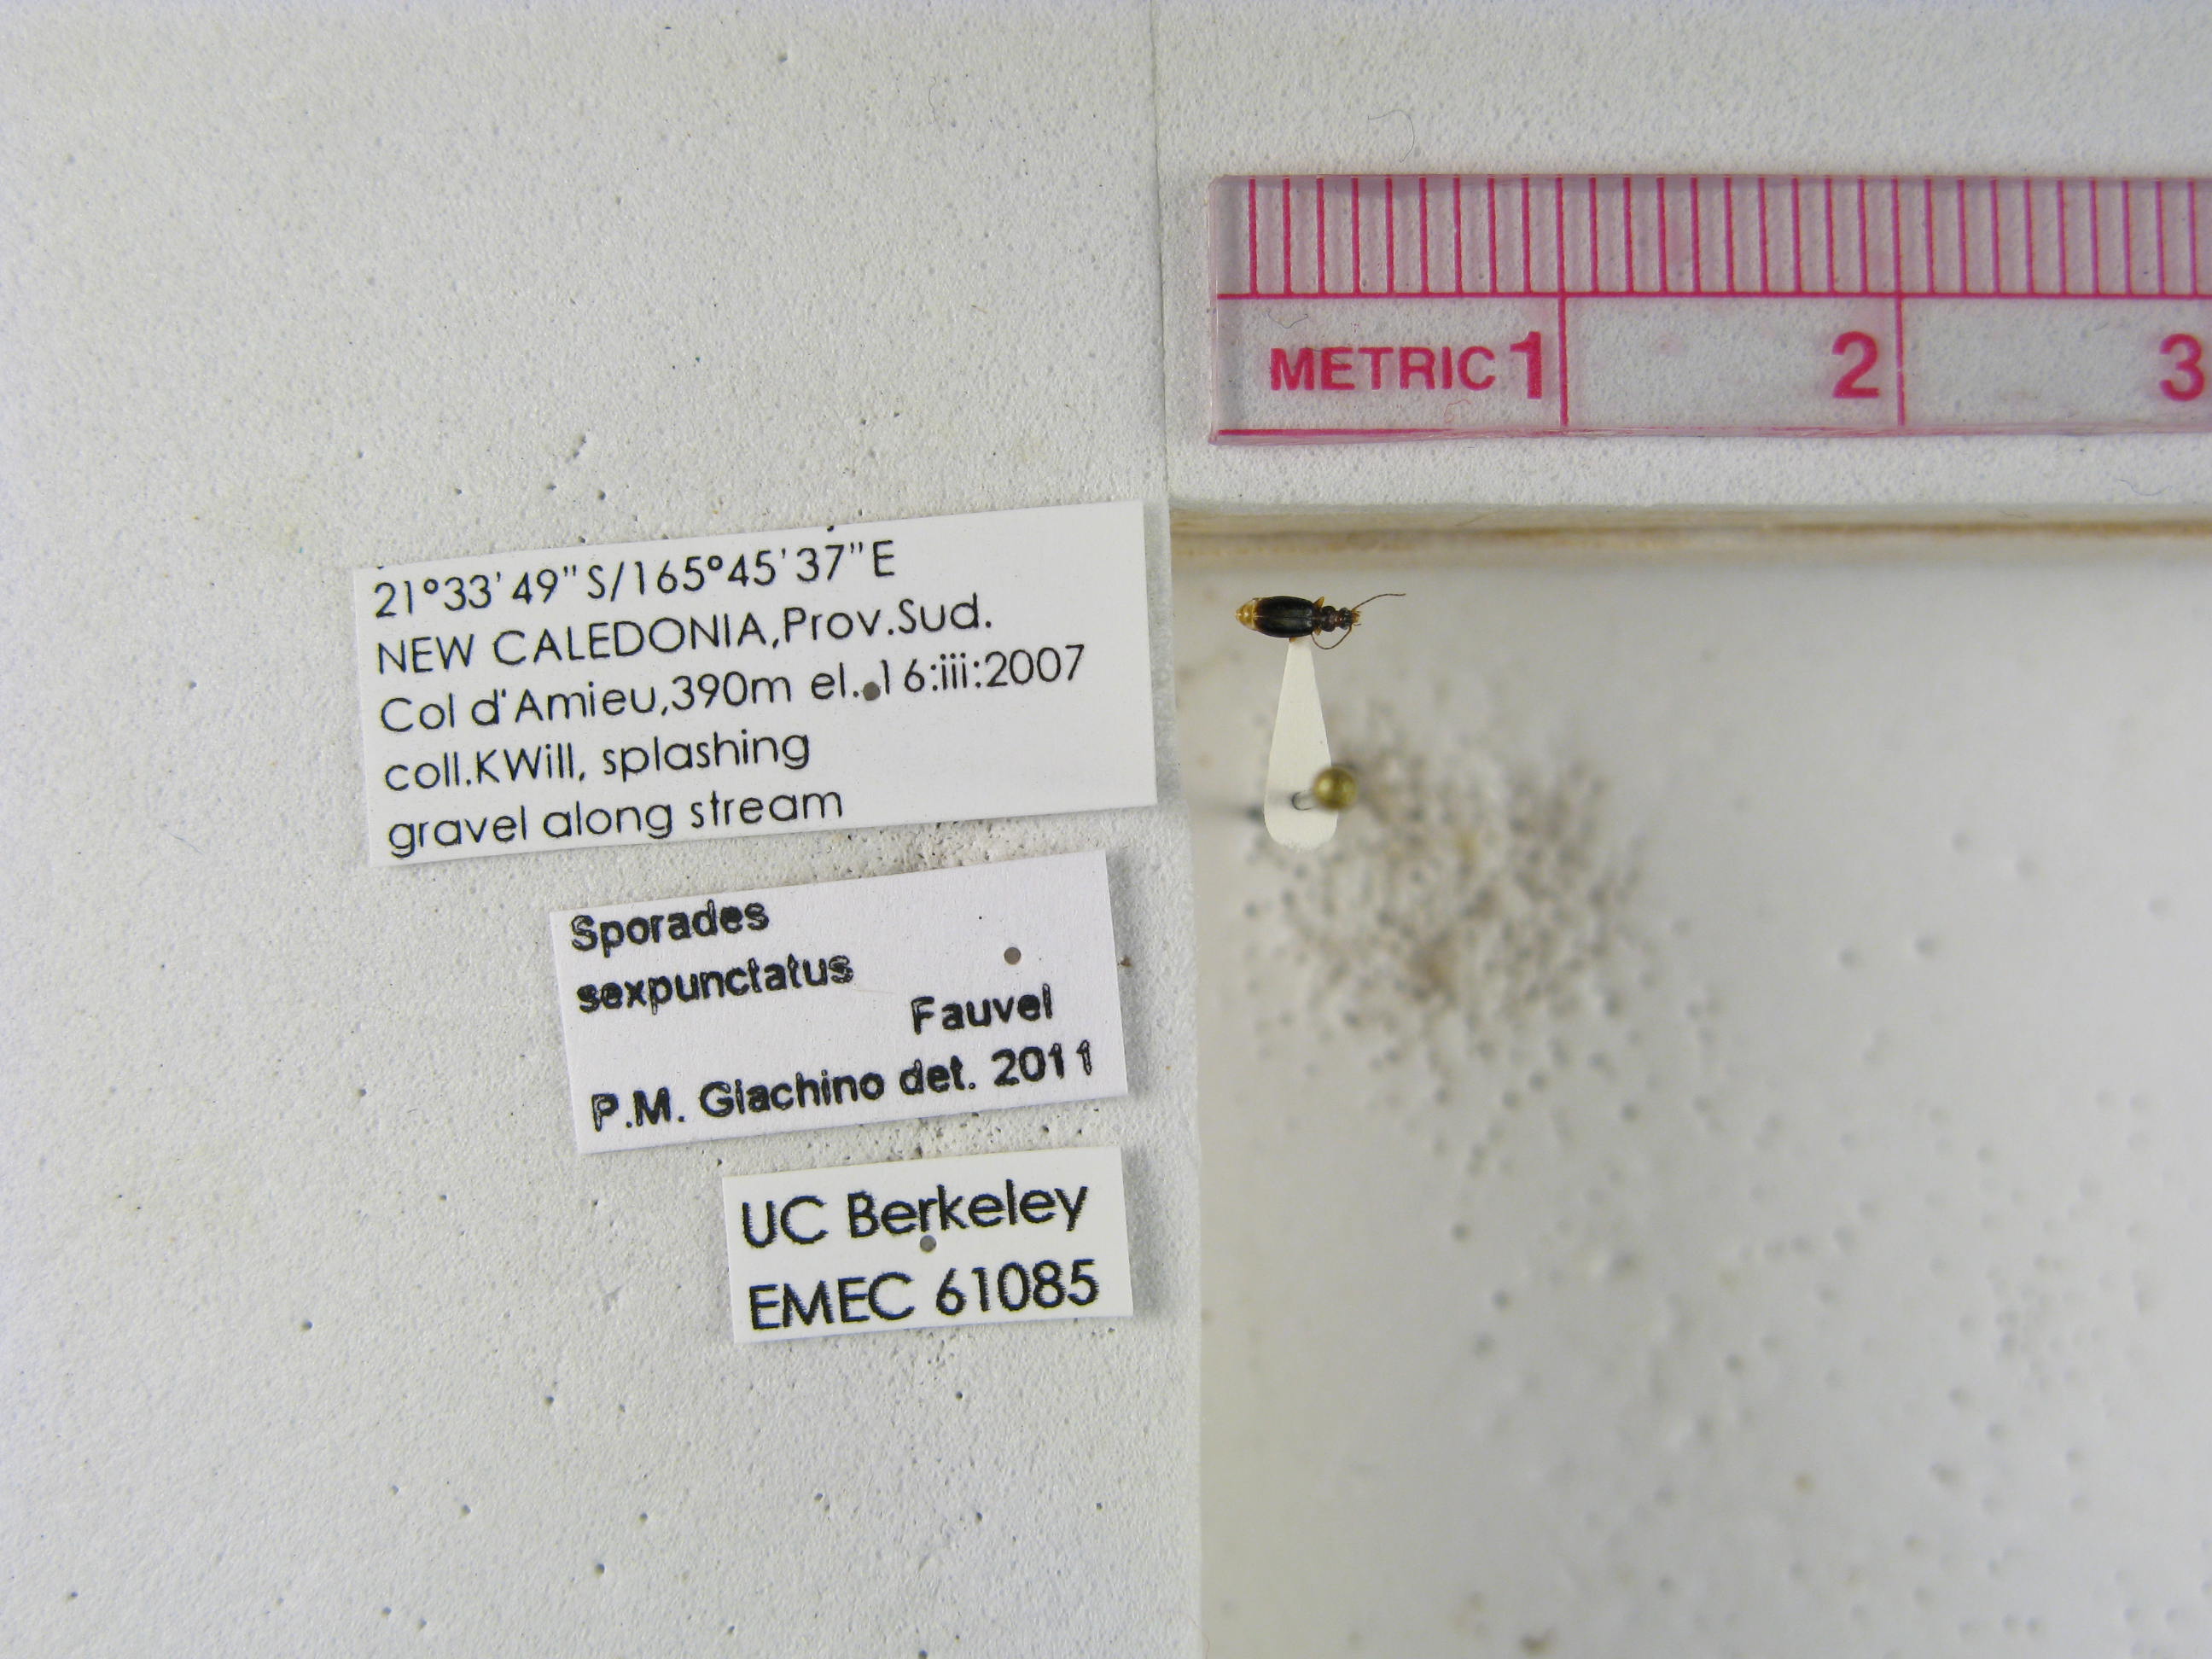 METRIC 1 2 3
21°33'49"S/165°45'37"E
NEW CALEDONIA,Prov.Sud.
Col d'Amieu,390m el. 16:iii:2007
coll.KWill, splashing
gravel along stream
Sporades
sexpunctatus
Fauvel
P.M. Giachino det. 2011
UC Berkeley
EMEC 61085